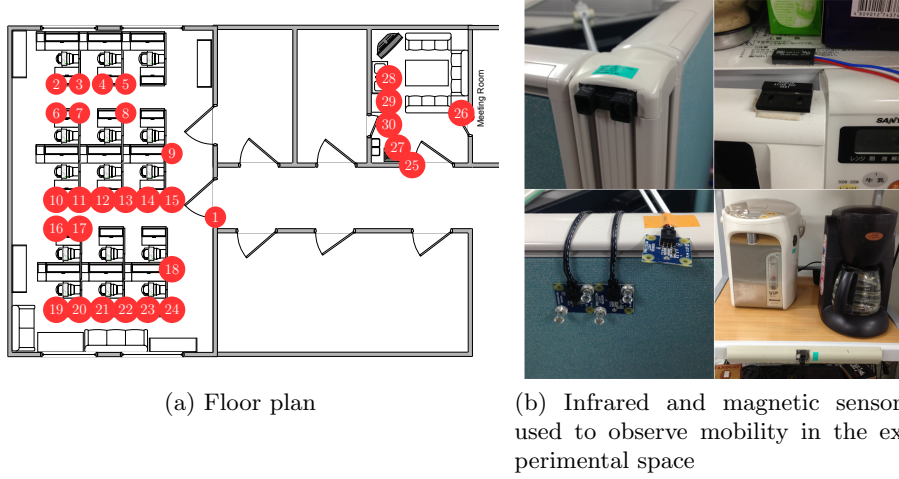 2 3 4 5
6 7 8
9
10 11 12 13 14 15
16 17
18
19 20 21 22 23 24
1
28
29
30
27
25
26
Meeting Room
SANY
(a) Floor plan
(b) Infrared and magnetic sensor
used to observe mobility in the ex
perimental space